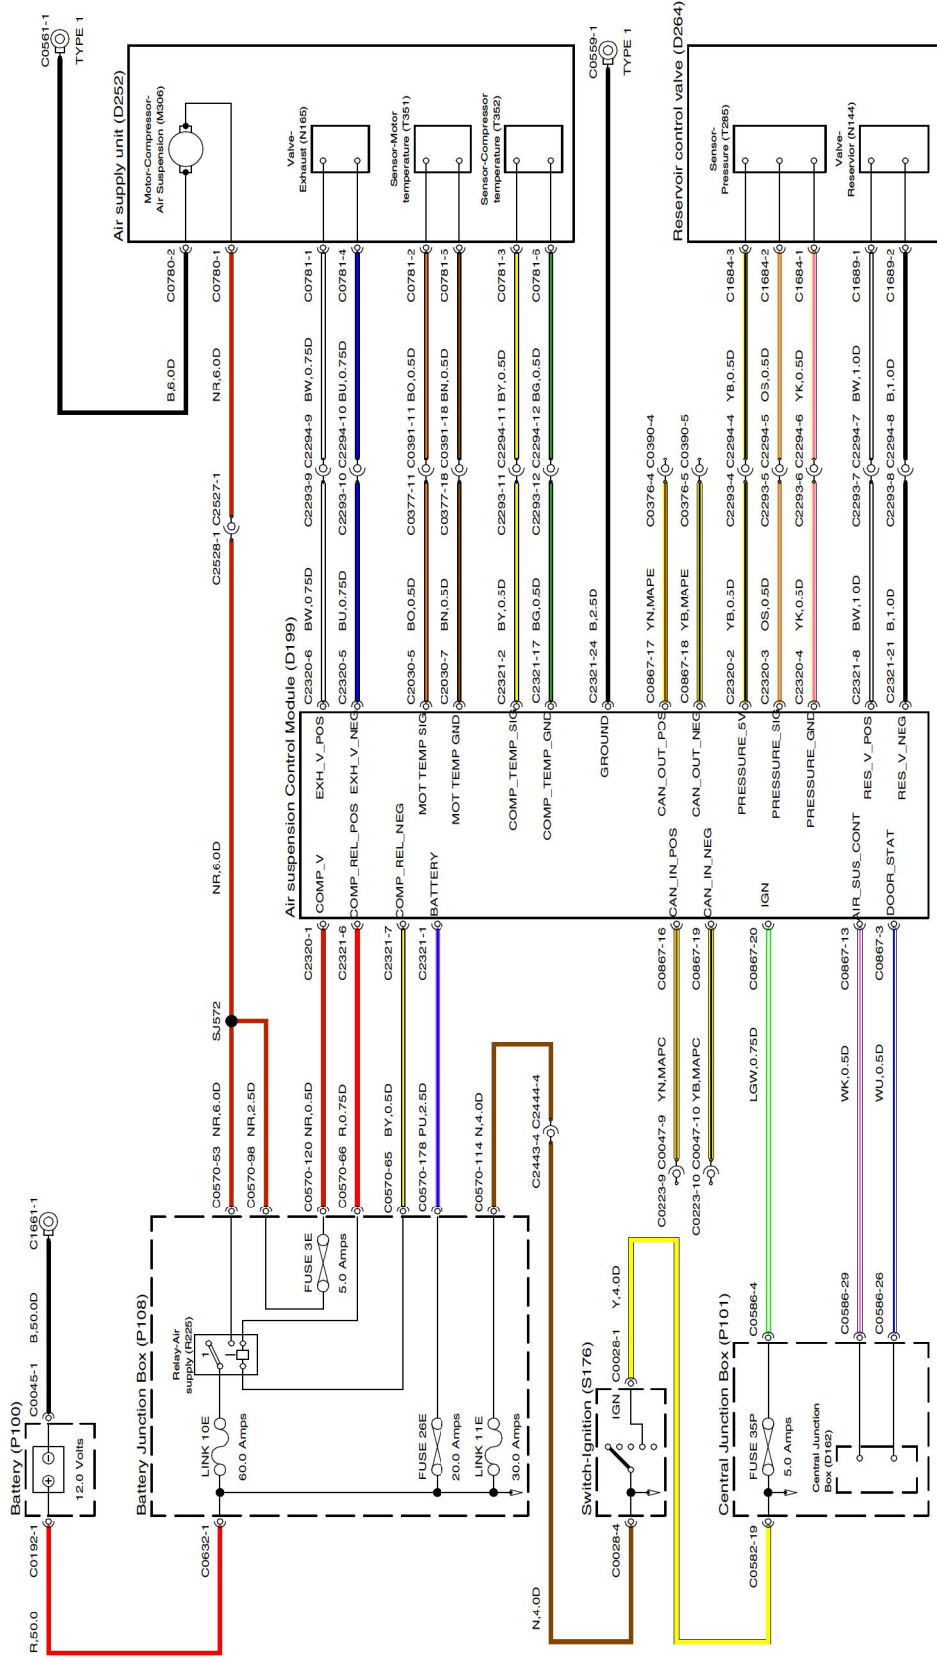 Battery (P100)
12.0 Volts
C0192-1
R,50.0
C0045-1
B,50.0D
C1661-1
C0561-1
TYPE 1
Battery Junction Box (P108)
Relay-Air
supply (R225)
C0632-1
LINK 10E
60.0 Amps
FUSE 3E
5.0 Amps
FUSE 26E
20.0 Amps
LINK 11E
30.0 Amps
C0570-53 NR,6.0D
C0570-98 NR,2.5D
SJ572
NR,6.0D
C2528-1 C2527-1
NR,6.0D
C0780-1
B,6.0D
C0780-2
C0570-120 NR,0.5D
C2320-1
C0570-66 R,0.75D
C2321-6
C0570-65 BY,0.5D
C2321-7
C0570-178 PU,2.5D
C2321-1
C0570-114 N,4.0D
C2443-4 C2444-4
N,4.0D
Air supply unit (D252)
Motor-Compressor-
Air Suspension (M306)
Valve-
Exhaust (N165)
Sensor-Motor
temperature (T351)
Sensor-Compressor
temperature (T352)
Air suspension Control Module (D199)
COMP_V
EXH_V_POS
COMP_REL_POS
EXH_V_NEG
COMP_REL_NEG
MOT TEMP SIG
BATTERY
MOT TEMP GND
COMP_TEMP_SIG
COMP_TEMP_GND
GROUND
CAN_OUT_POS
CAN_IN_POS
CAN_OUT_NEG
CAN_IN_NEG
PRESSURE_5V
IGN
PRESSURE_SIG
PRESSURE_GND
AIR_SUS_CONT
RES_V_POS
DOOR_STAT
RES_V_NEG
C2320-6 BW,075D C2293-9 C2294-9 BW,0.75D C0781-1
C2320-5 BU,0.75D C2293-10 C2294-10 BU,0.75D C0781-4
C2030-5 BO,0.5D C0377-11 C0391-11 BO,0.5D C0781-2
C2030-7 BN,0.5D C0377-18 C0391-18 BN,0.5D C0781-5
C2321-2 BY,0.5D C2293-11 C2294-11 BY,0.5D C0781-3
C2321-17 BG,0.5D C2293-12 C2294-12 BG,0.5D C0781-6
C2321-24 B,2.5D
C0559-1
TYPE 1
C0867-17 YN,MAPE C0376-4 C0390-4
C0867-18 YB,MAPE C0376-5 C0390-5
C2320-2 YB,0.5D C2293-4 C2294-4 YB,0.5D C1684-3
C2320-3 OS,0.5D C2293-5 C2294-5 OS,0.5D C1684-2
C2320-4 YK,0.5D C2293-6 C2294-6 YK,0.5D C1684-1
C2321-8 BW,1 0D C2293-7 C2294-7 BW,1.0D C1689-1
C2321-21 B,1.0D C2293-8 C2294-8 B,1.0D C1689-2
Reservoir control valve (D264)
Sensor-
Pressure (T285)
Valve-
Reservior (N144)
C0223-9 C0047-9 YN,MAPC C0867-16
C0223-10 C0047-10 YB,MAPC C0867-19
Switch-Ignition (S176)
IGN
C0028-4
C0028-1
Y,4.0D
Central Junction Box (P101)
C0582-19
FUSE 35P
5.0 Amps
Central Junction
Box (D162)
C0586-4
LGW,0.75D
C0867-20
C0586-29
WK,0.5D
C0867-13
C0586-26
WU,0.5D
C0867-3